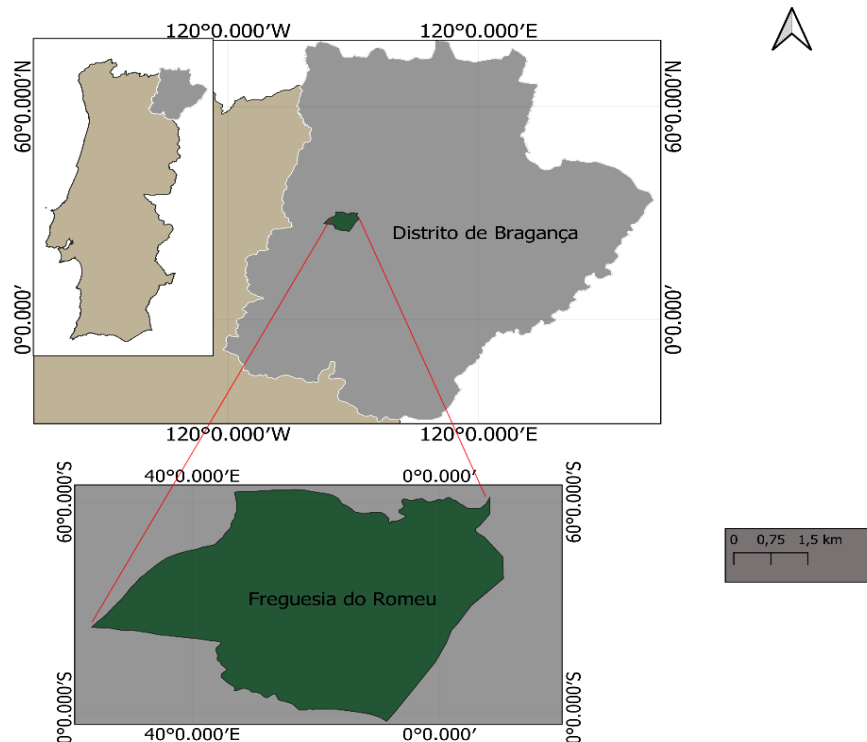 120°0.000'W 120°0.000'E
60°0.000'N 60°0.000'N
Distrito de Bragança
0°0.000' 0°0.000'
120°0.000'W 120°0.000'E
40°0.000'E 0°0.000'
60°0.000'S 60°0.000'S
0 0,75 1,5 km
Freguesia do Romeu
0°0.000'S 0°0.000'S
40°0.000'E 0°0.000'